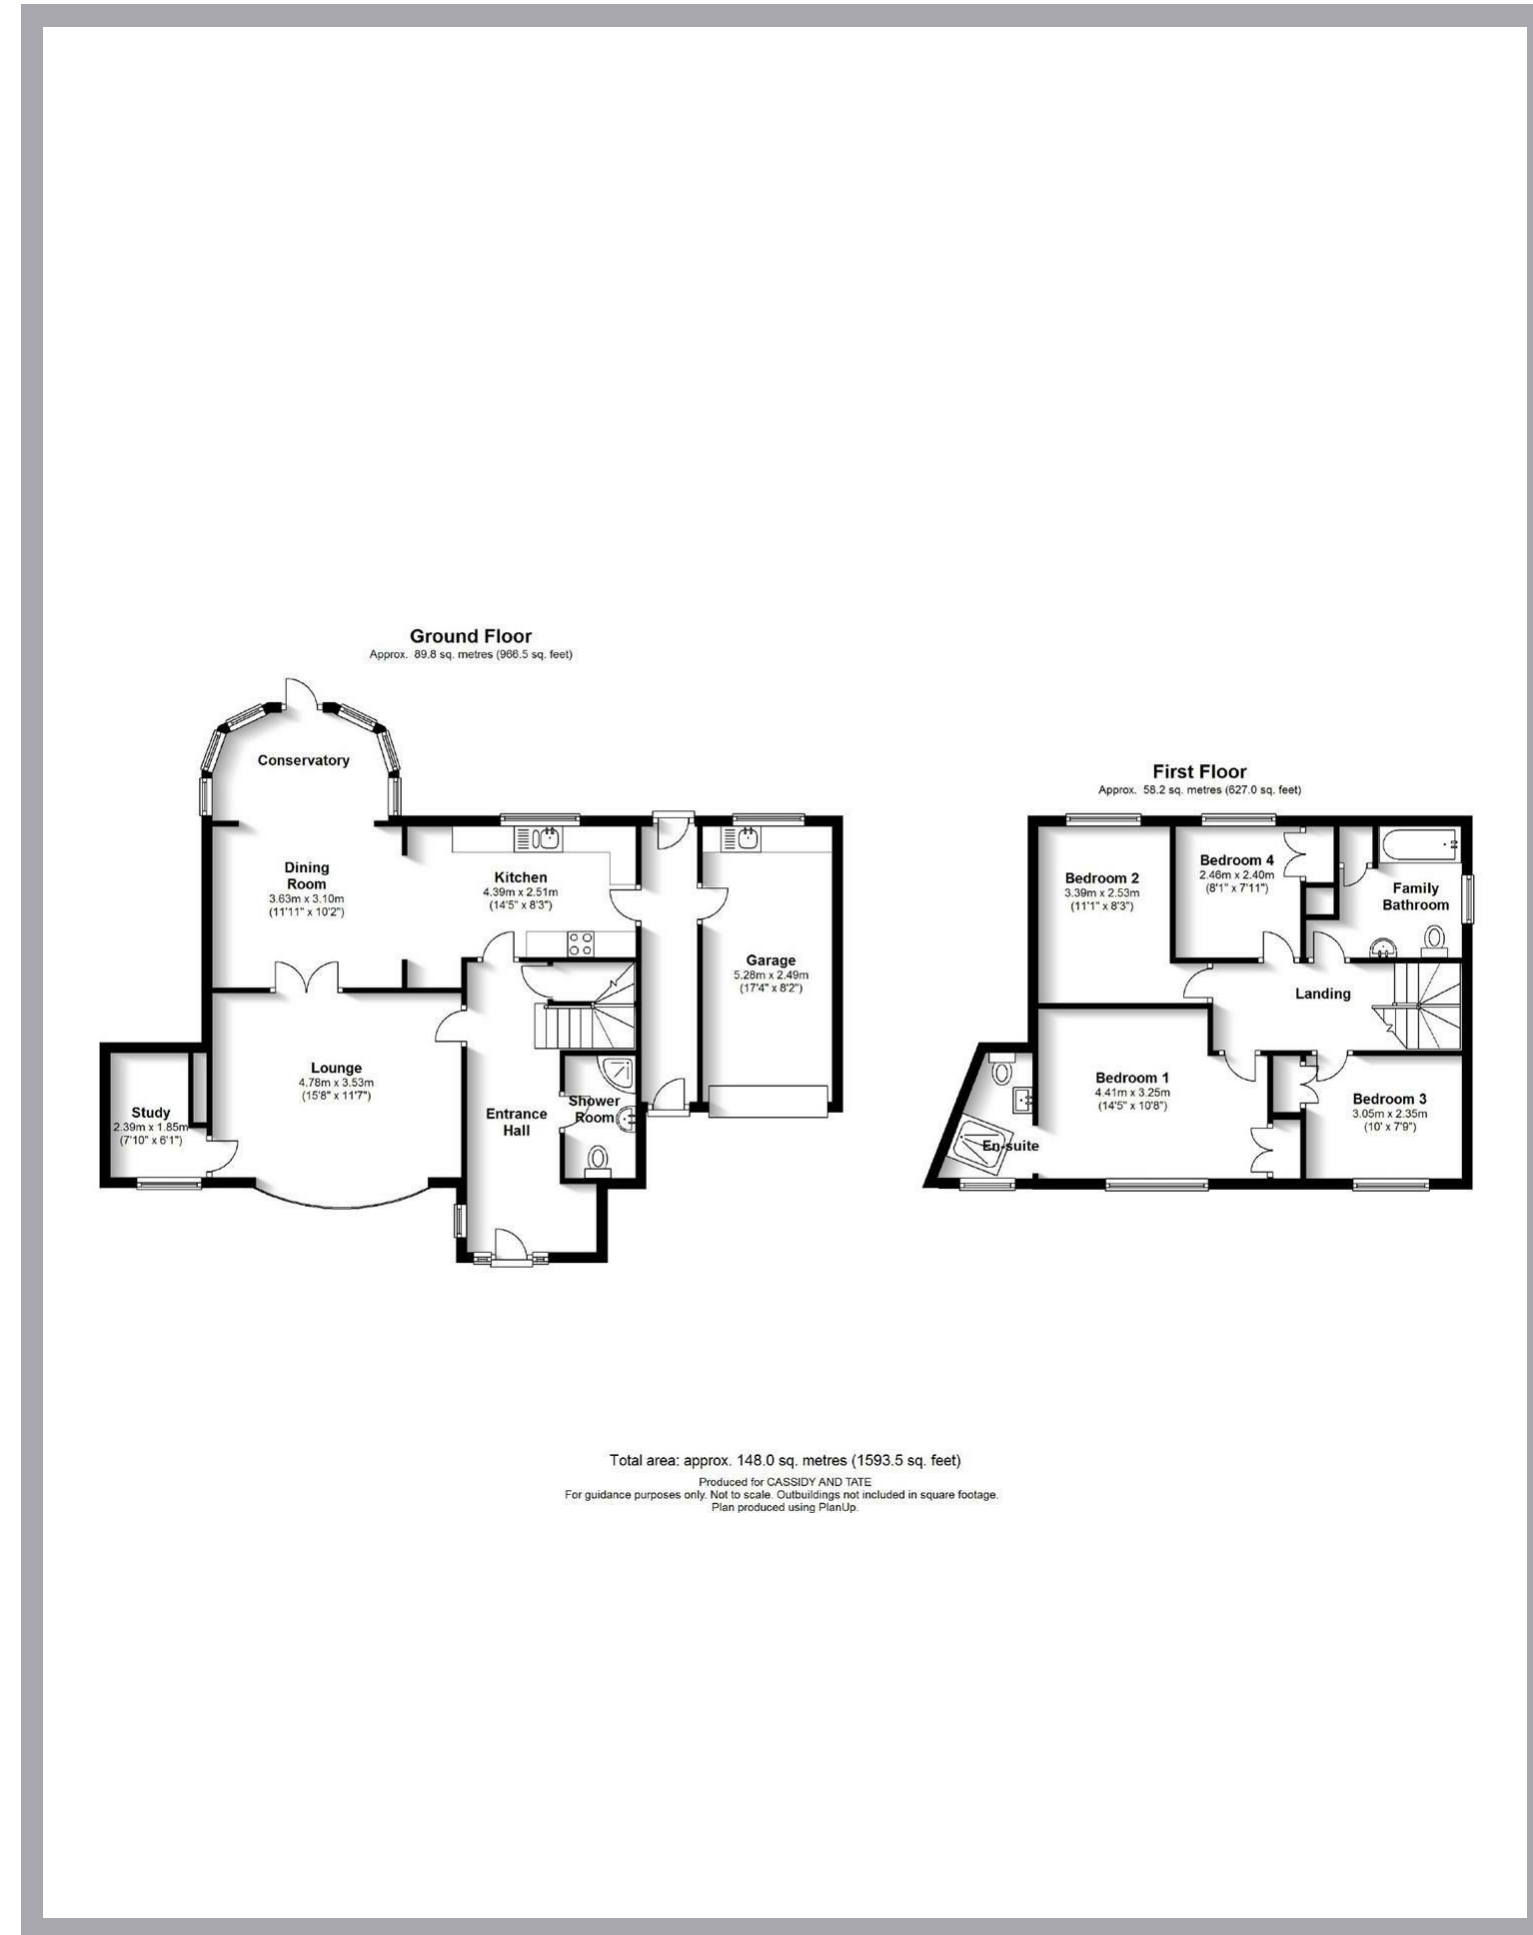 Ground Floor
Approx. 89.8 sq. metres (966.5 sq. feet)
Conservatory
Dining
Room
3.63m x 3.10m
(11'11" x 10'2")
Kitchen
4.39m x 2.51m
(14'5" x 8'3")
Garage
5.28m x 2.49m
(17'4" x 8'2")
Lounge
4.78m x 3.53m
(15'8" x 11'7")
Study
2.39m x 1.85m
(7'10" x 6'1")
Entrance
Hall
Shower
Room
First Floor
Approx. 58.2 sq. metres (627.0 sq. feet)
Bedroom 2
3.39m x 2.53m
(11'1" x 8'3")
Bedroom 4
2.46m x 2.40m
(8'1" x 7'11")
Family
Bathroom
Landing
Bedroom 1
4.41m x 3.25m
(14'5" x 10'8")
Bedroom 3
3.05m x 2.35m
(10' x 7'9")
En-suite
Total area: approx. 148.0 sq. metres (1593.5 sq. feet)
Produced for CASSIDY AND TATE
For guidance purposes only. Not to scale. Outbuildings not included in square footage.
Plan produced using PlanUp.